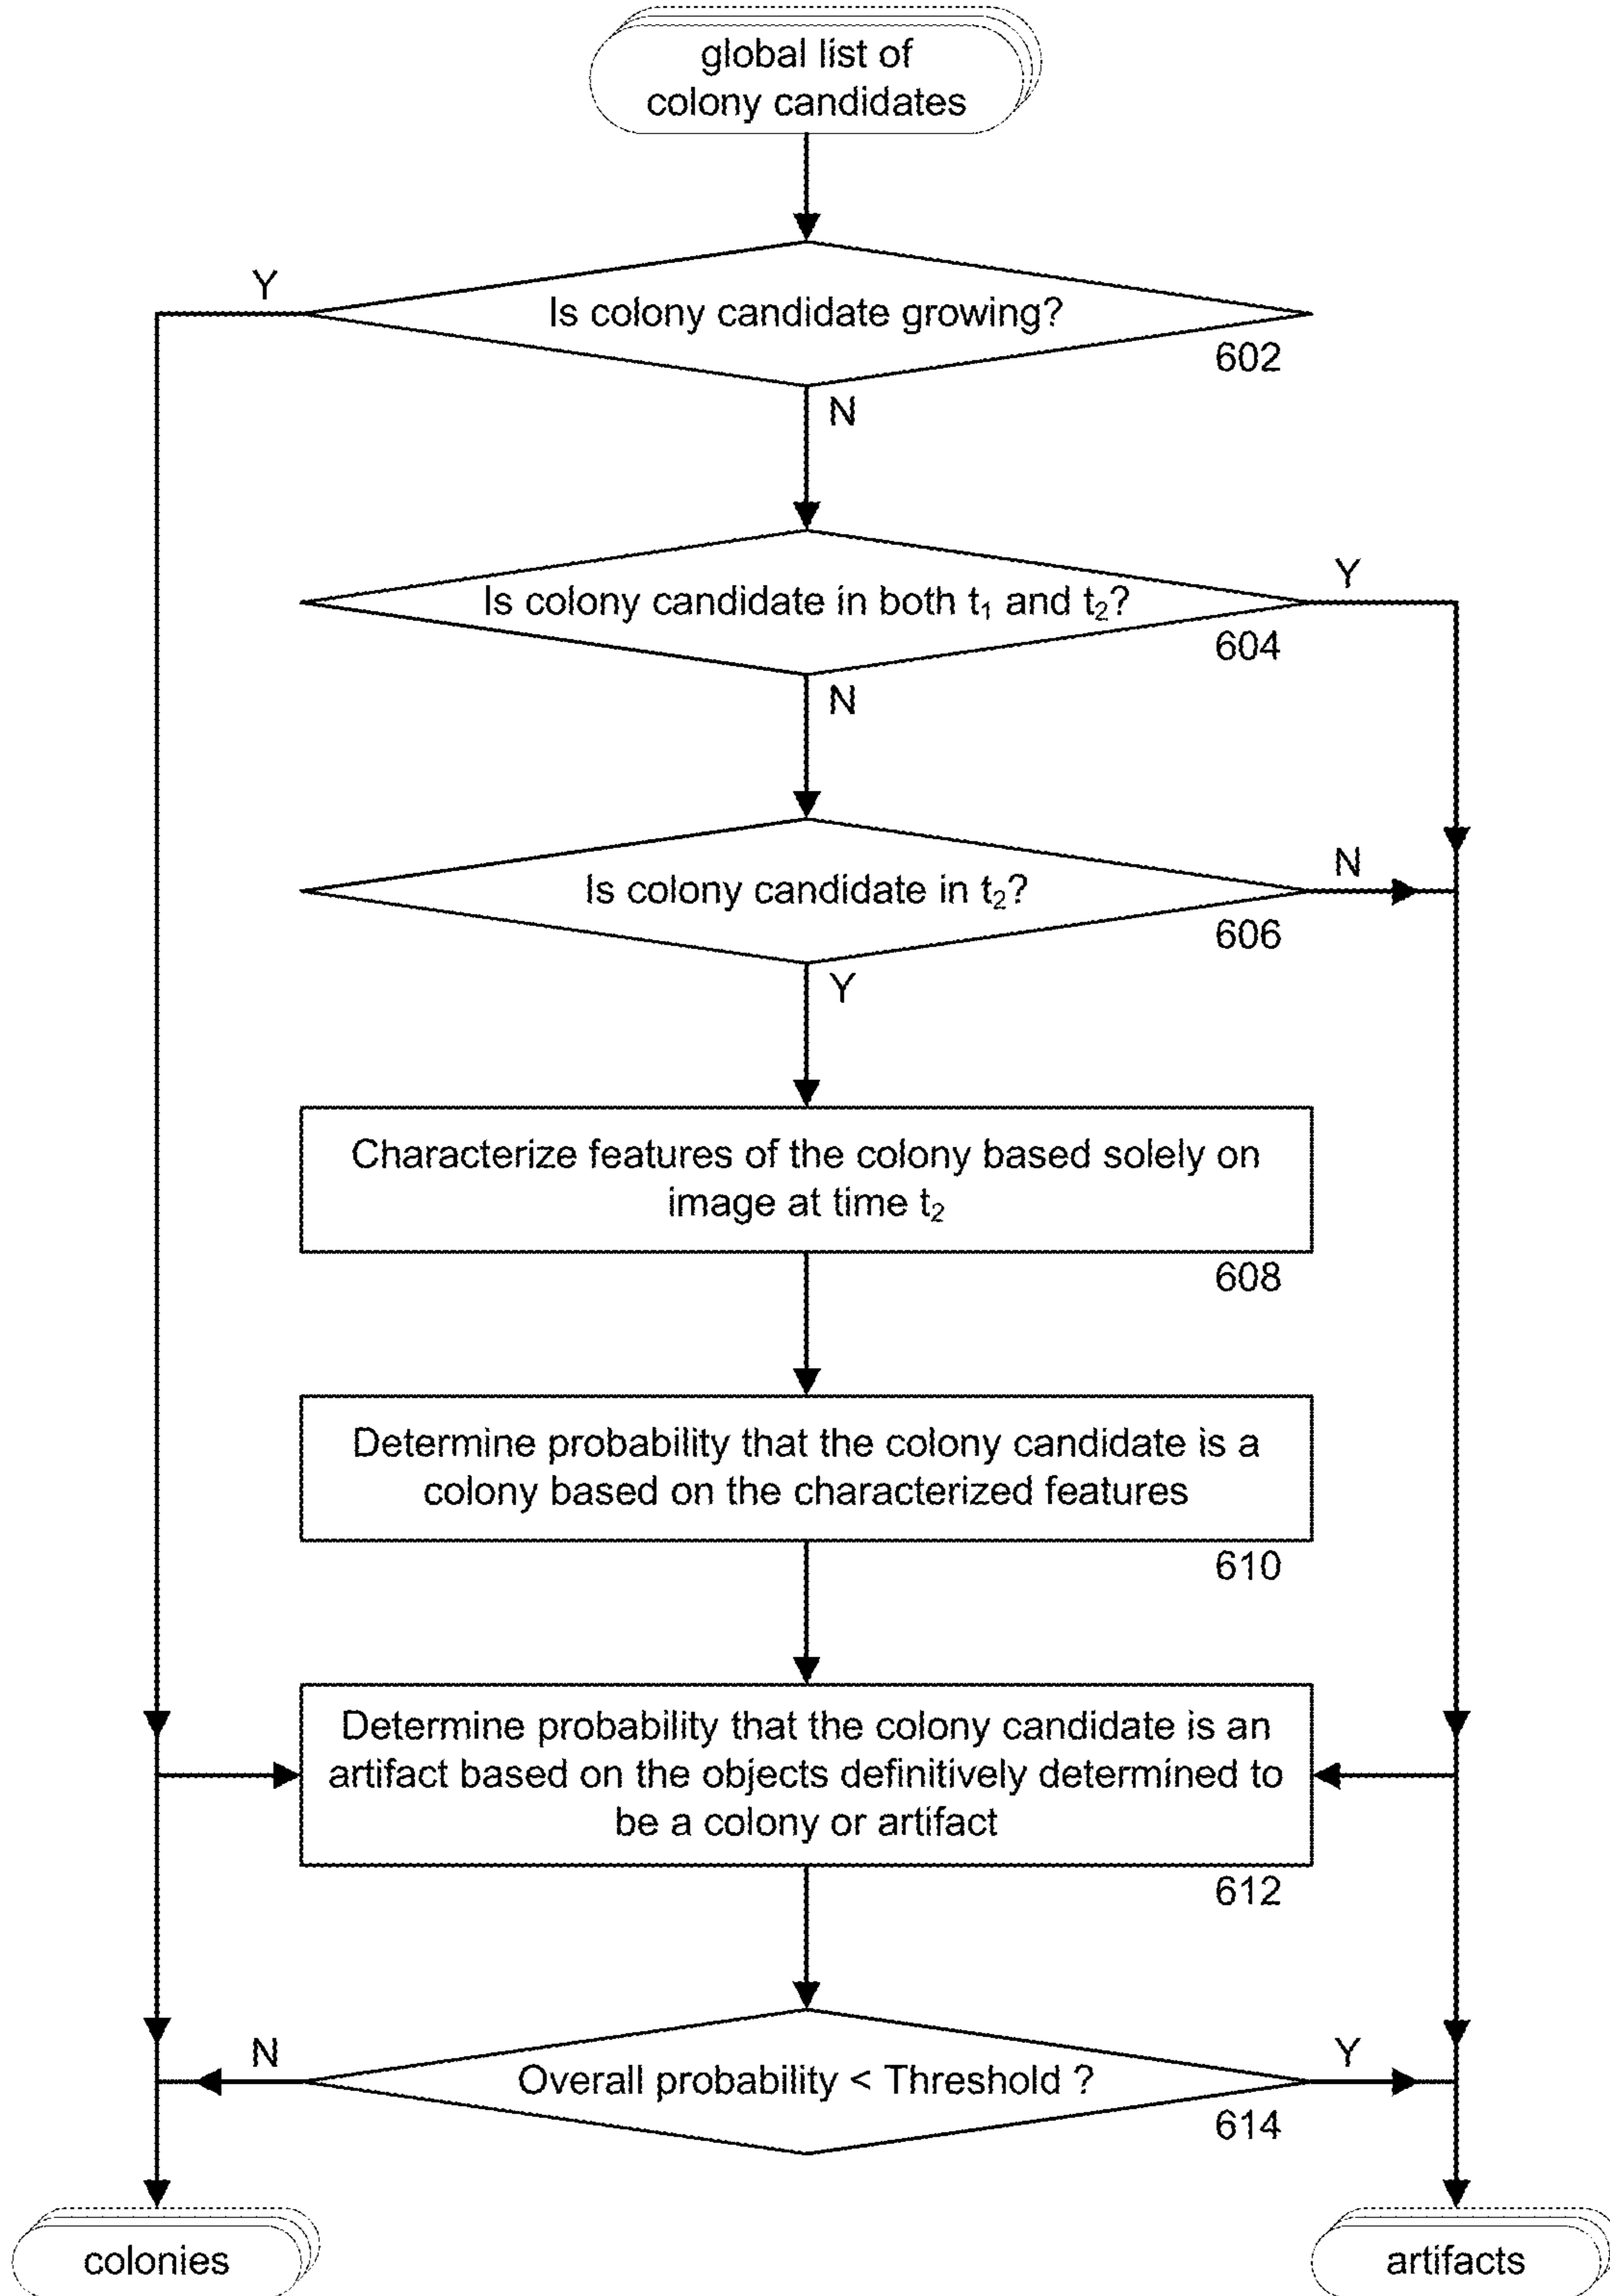 global list of
colony candidates
Y
Is colony candidate growing?
602
N
Is colony candidate in both t₁ and t₂?
Y
604
N
Is colony candidate in t₂?
N
606
Y
Characterize features of the colony based solely on
image at time t₂
608
Determine probability that the colony candidate is a
colony based on the characterized features
610
Determine probability that the colony candidate is an
artifact based on the objects definitively determined to
be a colony or artifact
612
N
Overall probability < Threshold ?
Y
614
colonies
artifacts